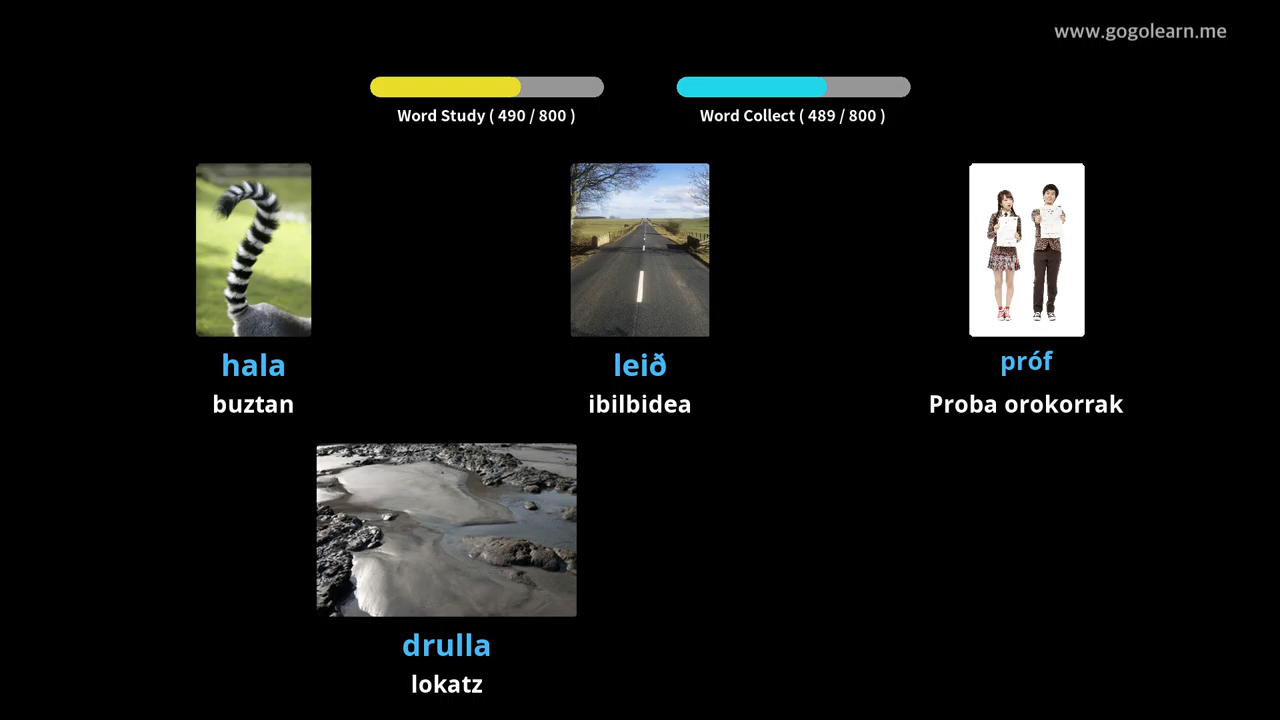 www.gogolearn.me
Word Study ( 490 / 800 )
Word Collect ( 489 / 800 )
hala
buztan
leið
ibilbidea
próf
Proba orokorrak
drulla
lokatz